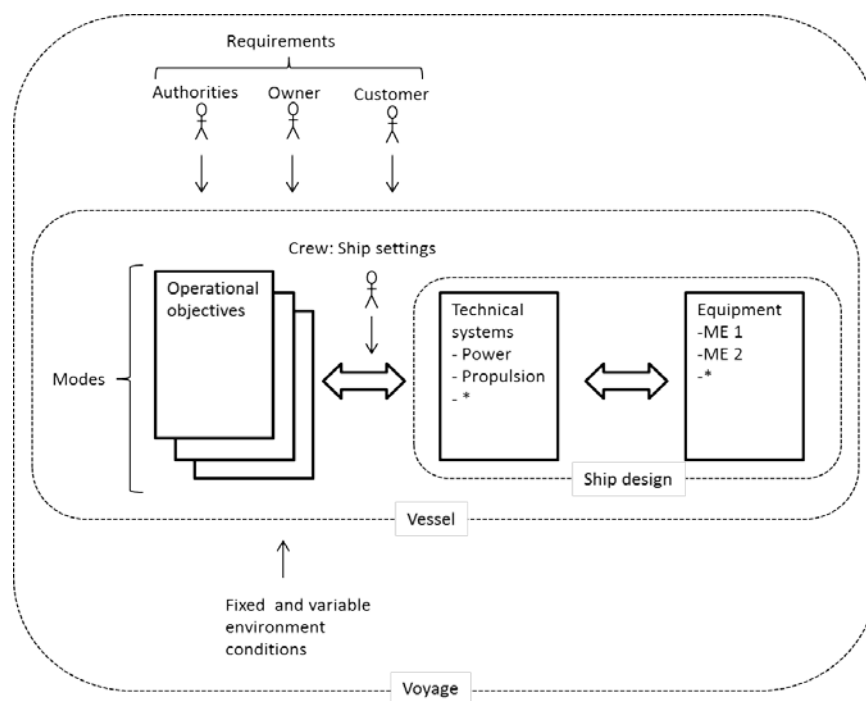 Requirements
Authorities
Owner
Customer
Crew: Ship settings
Modes
Operational
objectives
Technical
systems
- Power
- Propulsion
- *
Equipment
-ME 1
-ME 2
-*
Ship design
Vessel
Fixed and variable
environment
conditions
Voyage